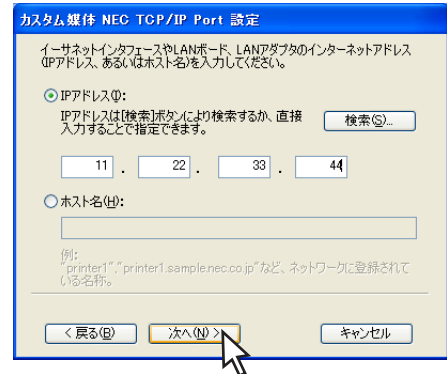 カスタム媒体 NEC TCP/IP Port 設定
イーサネットインタフェースやLANボード、LANアダプタのインターネットアドレス
(IPアドレス、あるいはホスト名)を入力してください。
IPアドレス(I):
IPアドレスは[検索]ボタンにより検索するか、直接
入力することで指定できます。
検索(S)...
11 . 22 . 33 . 44
ホスト名(H):
例:
"printer1","printer1.sample.nec.co.jp"など、ネットワークに登録されて
いる名称。
< 戻る(B) 次へ(N) > キャンセル